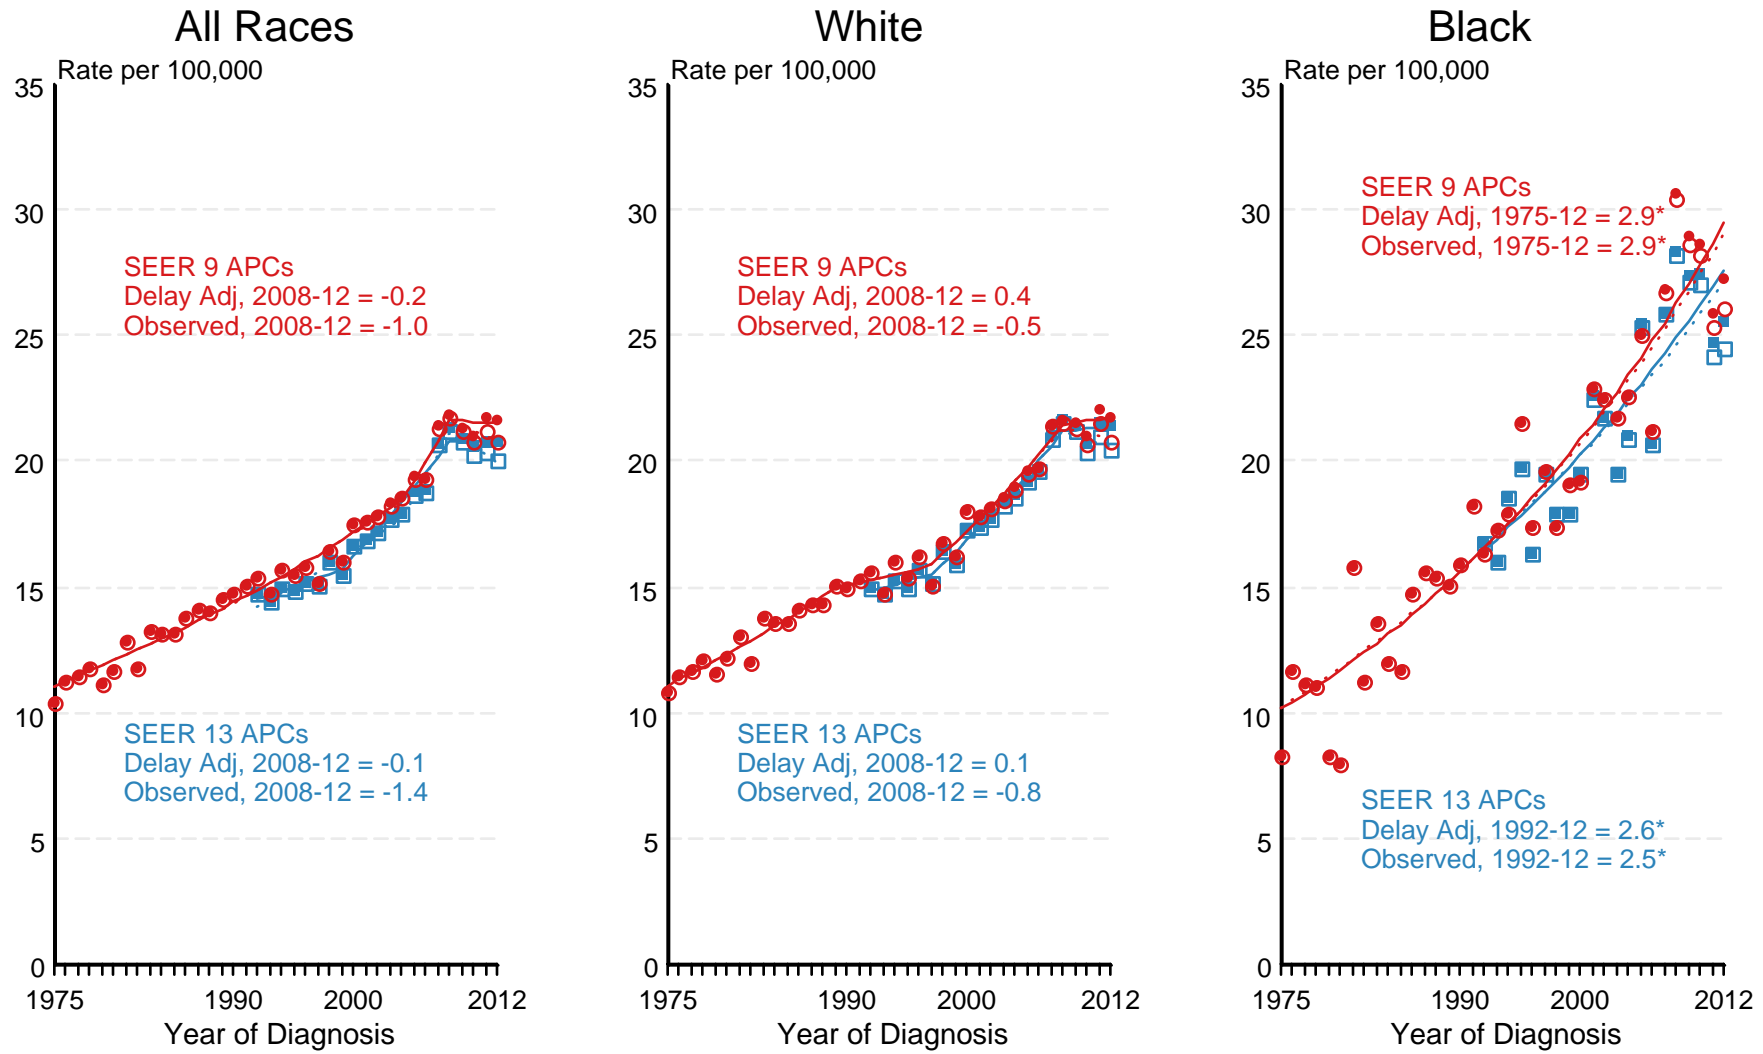 All Races
Rate per 100,000
35
30
25
20
15
10
5
0
SEER 9 APCs
Delay Adj, 2008-12 = -0.2
Observed, 2008-12 = -1.0
SEER 13 APCs
Delay Adj, 2008-12 = -0.1
Observed, 2008-12 = -1.4
1975 1990 2000 2012
Year of Diagnosis
White
Rate per 100,000
35
30
25
20
15
10
5
0
SEER 9 APCs
Delay Adj, 2008-12 = 0.4
Observed, 2008-12 = -0.5
SEER 13 APCs
Delay Adj, 2008-12 = 0.1
Observed, 2008-12 = -0.8
1975 1990 2000 2012
Year of Diagnosis
Black
Rate per 100,000
35
30
25
20
15
10
5
0
SEER 9 APCs
Delay Adj, 1975-12 = 2.9*
Observed, 1975-12 = 2.9*
SEER 13 APCs
Delay Adj, 1992-12 = 2.6*
Observed, 1992-12 = 2.5*
1975 1990 2000 2012
Year of Diagnosis